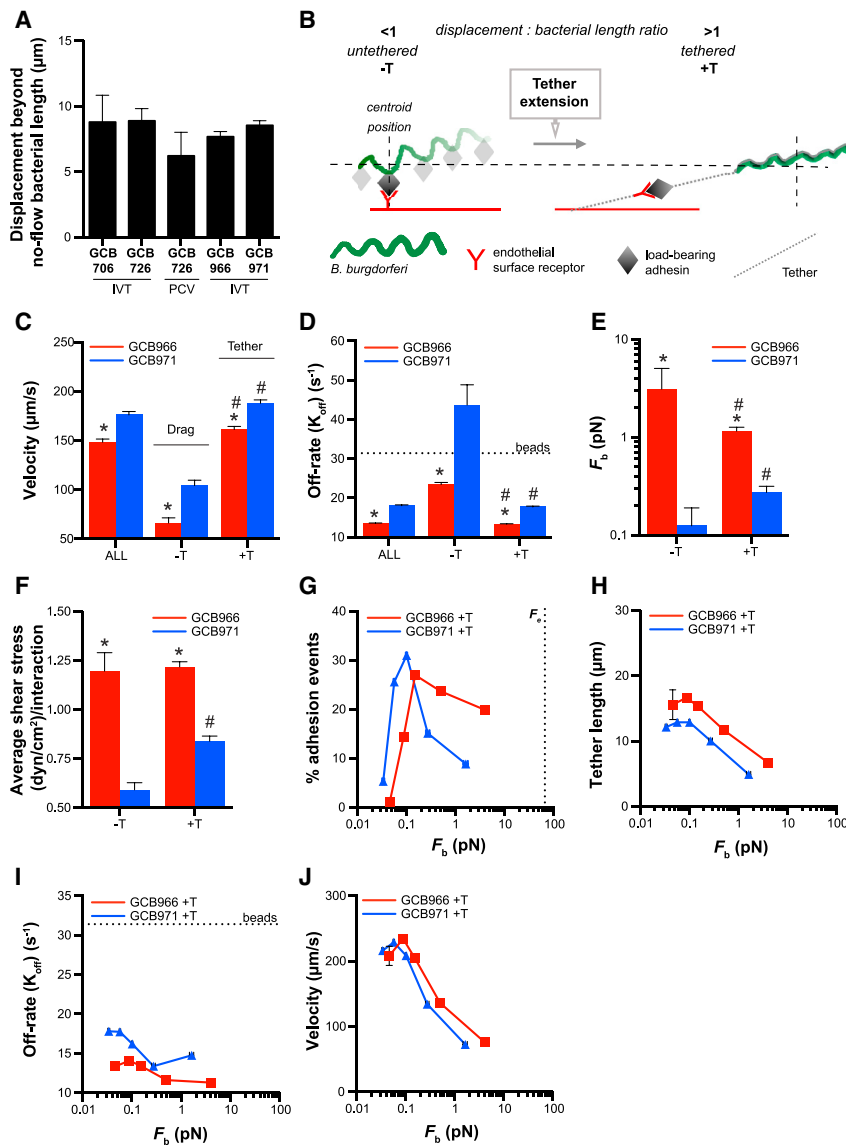 A
Displacement beyond
no-flow bacterial length (µm)
15
10
5
0
GCB
706
GCB
726
GCB
726
GCB
966
GCB
971
IVT
PCV
IVT
B
<1
displacement : bacterial length ratio
>1
untethered
tethered
-T
+T
Tether
extension
centroid
position
B. burgdorferi
endothelial
surface receptor
load-bearing
adhesin
Tether
C
GCB966
GCB971
Tether
Drag
Velocity (µm/s)
250
200
150
100
50
*
*
#
*
#
ALL
-T
+T
D
GCB966
GCB971
Off-rate (Koff) (s-1)
60
50
40
30
20
10
beads
*
*
#
*
#
ALL
-T
+T
E
GCB966
GCB971
Fb (pN)
10
1
0.1
*
#
*
#
-T
+T
F
GCB966
GCB971
Average shear stress
(dyn/cm2)/interaction
1.50
1.25
1.00
0.75
0.50
*
*
#
-T
+T
G
GCB966 +T
GCB971 +T
Fe
% adhesion events
40
30
20
10
0
0.01 0.1 1 10 100
Fb (pN)
H
GCB966 +T
GCB971 +T
Tether length (µm)
30
20
10
0
0.01 0.1 1 10 100
Fb (pN)
I
GCB966 +T
GCB971 +T
beads
Off-rate (Koff) (s-1)
35
30
25
20
15
10
0.01 0.1 1 10 100
Fb (pN)
J
GCB966 +T
GCB971 +T
Velocity (µm/s)
300
200
100
0
0.01 0.1 1 10 100
Fb (pN)